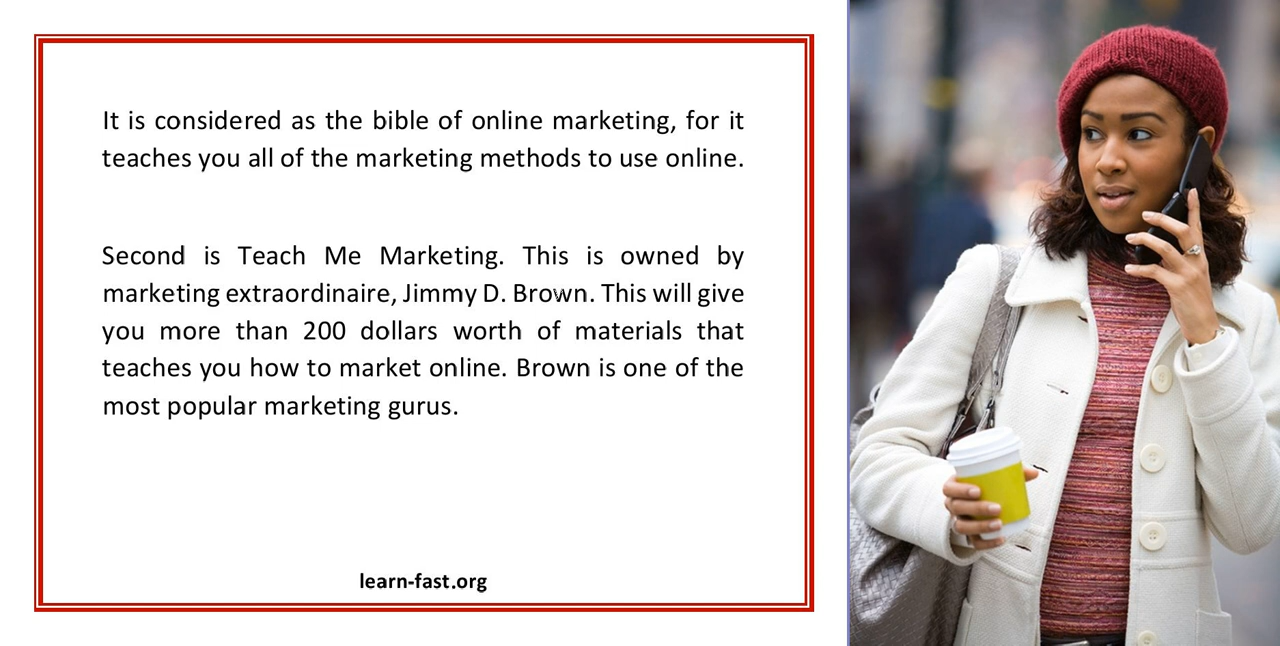 It is considered as the bible of online marketing, for it
teaches you all of the marketing methods to use online.
Second is Teach Me Marketing. This is owned by
marketing extraordinaire, Jimmy D. Brown. This will give
you more than 200 dollars worth of materials that
teaches you how to market online. Brown is one of the
most popular marketing gurus.
learn-fast.org